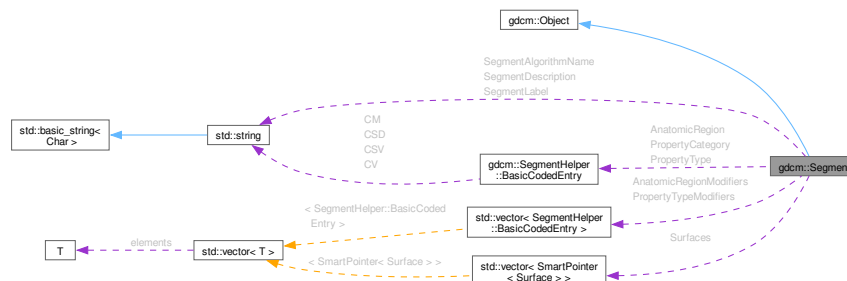 gdcm::Object
SegmentAlgorithmName
SegmentDescription
SegmentLabel
std::basic_string<
Char >
std::string
CM
CSD
CSV
CV
AnatomicRegion
PropertyCategory
PropertyType
gdcm::SegmentHelper
::BasicCodedEntry
gdcm::Segment
AnatomicRegionModifiers
PropertyTypeModifiers
< SegmentHelper::BasicCoded
Entry >
std::vector< SegmentHelper
::BasicCodedEntry >
Surfaces
T
elements
std::vector< T >
< SmartPointer< Surface > >
std::vector< SmartPointer
< Surface > >